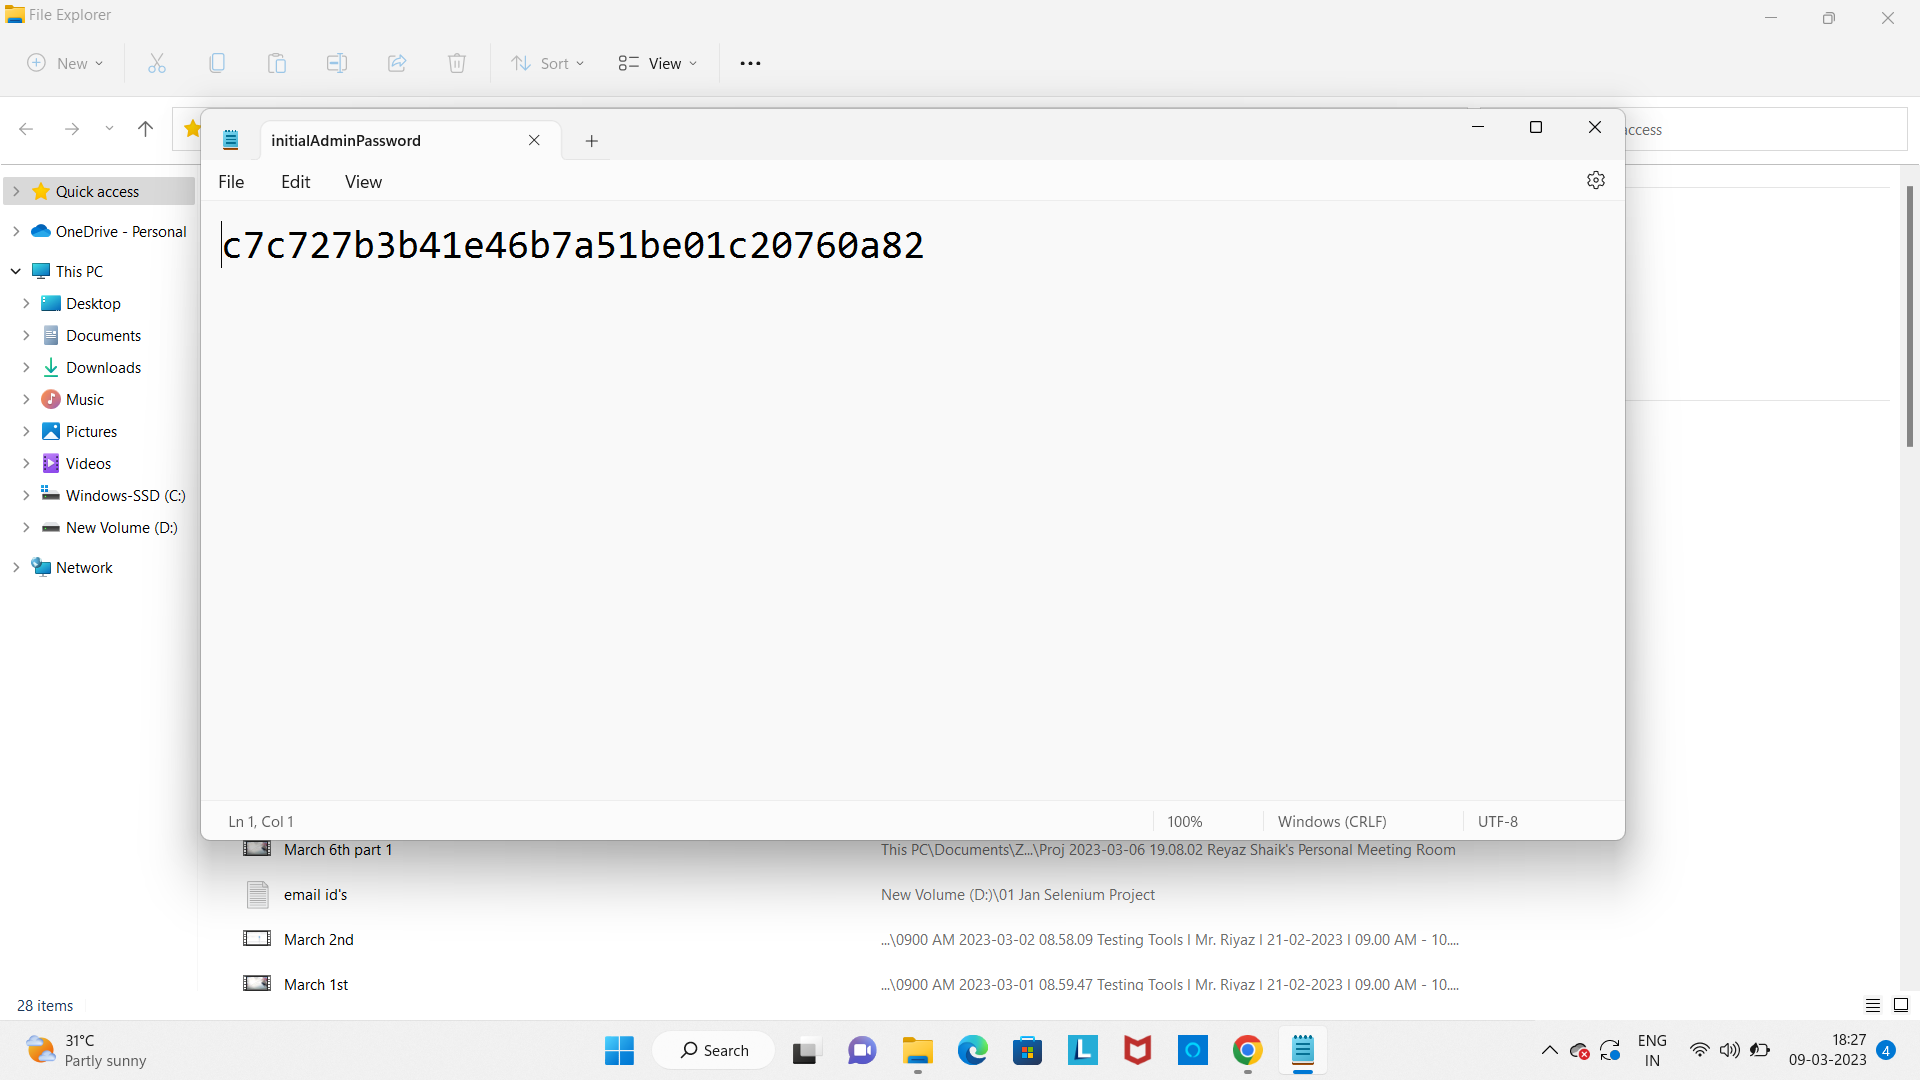 File Explorer
New
Sort
View
access
initialAdminPassword
File
Edit
View
c7c727b3b41e46b7a51be01c20760a82
Quick access
OneDrive - Personal
This PC
Desktop
Documents
Downloads
Music
Pictures
Videos
Windows-SSD (C:)
New Volume (D:)
Network
Ln 1, Col 1
100%
Windows (CRLF)
UTF-8
March 6th part 1
This PC\Documents\Z...\Proj 2023-03-06 19.08.02 Reyaz Shaik's Personal Meeting Room
email id's
New Volume (D:)\01 Jan Selenium Project
March 2nd
...\0900 AM 2023-03-02 08.58.09 Testing Tools I Mr. Riyaz I 21-02-2023 I 09.00 AM - 10....
March 1st
...\0900 AM 2023-03-01 08.59.47 Testing Tools I Mr. Riyaz I 21-02-2023 I 09.00 AM - 10....
28 items
31°C
Partly sunny
Search
L
ENG
IN
18:27
09-03-2023
4